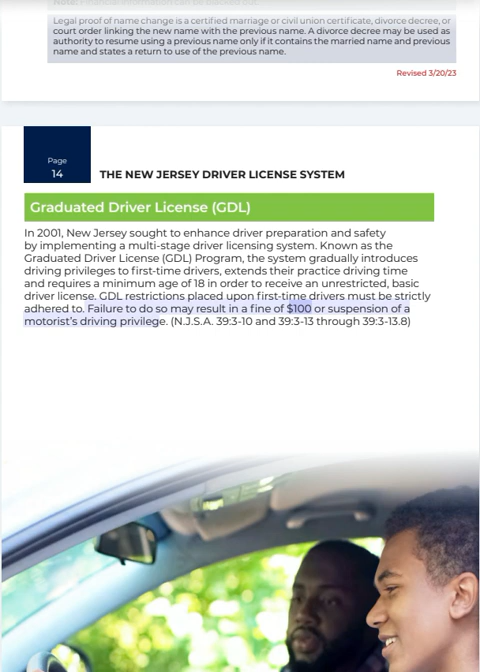 Note: Financial information can be blocked out.
Legal proof of name change is a certified marriage or civil union certificate, divorce decree, or
court order linking the new name with the previous name. A divorce decree may be used as
authority to resume using a previous name only if it contains the married name and previous
name and states a return to use of the previous name.
Revised 3/20/23
Page
14
THE NEW JERSEY DRIVER LICENSE SYSTEM
Graduated Driver License (GDL)
In 2001, New Jersey sought to enhance driver preparation and safety
by implementing a multi-stage driver licensing system. Known as the
Graduated Driver License (GDL) Program, the system gradually introduces
driving privileges to first-time drivers, extends their practice driving time
and requires a minimum age of 18 in order to receive an unrestricted, basic
driver license. GDL restrictions placed upon first-time drivers must be strictly
adhered to. Failure to do so may result in a fine of $100 or suspension of a
motorist's driving privilege. (N.J.S.A. 39:3-10 and 39:3-13 through 39:3-13.8)